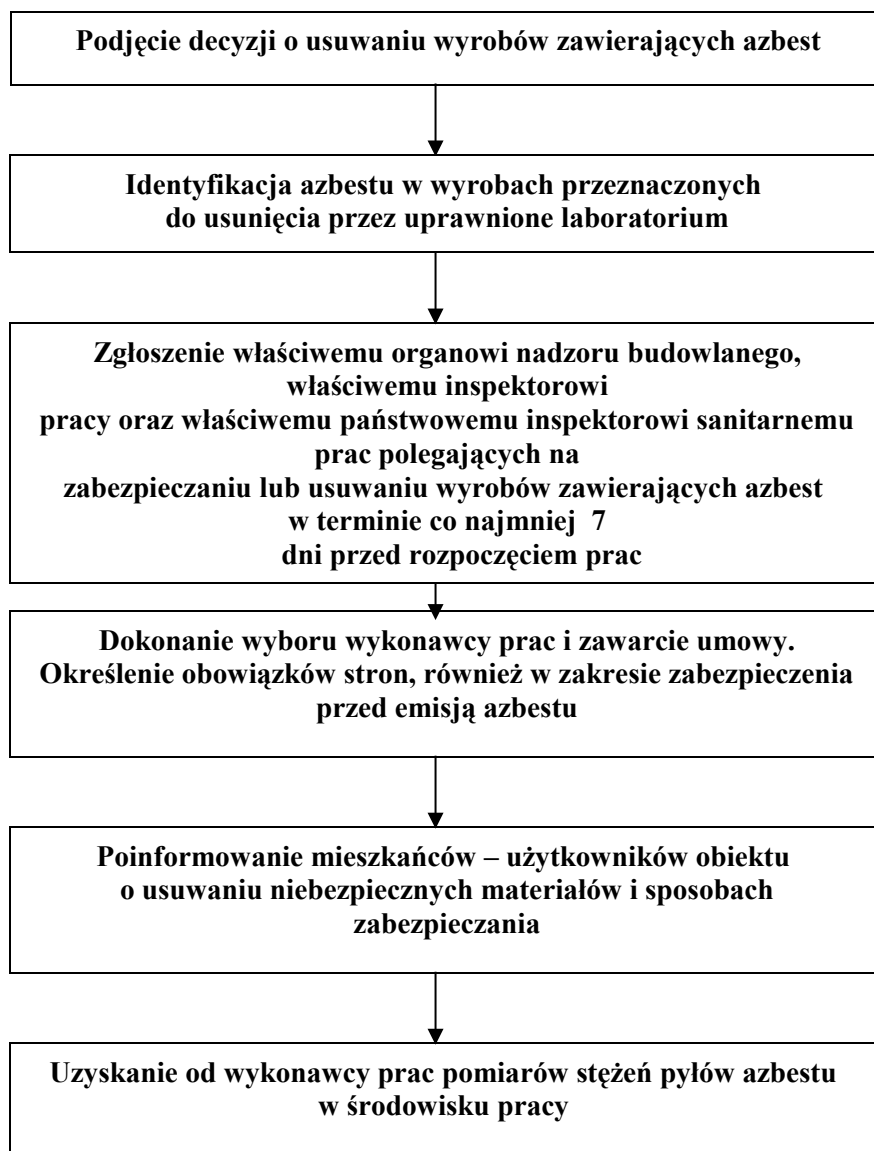 Podjęcie decyzji o usuwaniu wyrobów zawierających azbest
Identyfikacja azbestu w wyrobach przeznaczonych
do usunięcia przez uprawnione laboratorium
Zgłoszenie właściwemu organowi nadzoru budowlanego,
właściwemu inspektorowi
pracy oraz właściwemu państwowemu inspektorowi sanitarnemu
prac polegających na
zabezpieczaniu lub usuwaniu wyrobów zawierających azbest
w terminie co najmniej 7
dni przed rozpoczęciem prac
Dokonanie wyboru wykonawcy prac i zawarcie umowy.
Określenie obowiązków stron, również w zakresie zabezpieczenia
przed emisją azbestu
Poinformowanie mieszkańców – użytkowników obiektu
o usuwaniu niebezpiecznych materiałów i sposobach
zabezpieczania
Uzyskanie od wykonawcy prac pomiarów stężeń pyłów azbestu
w środowisku pracy